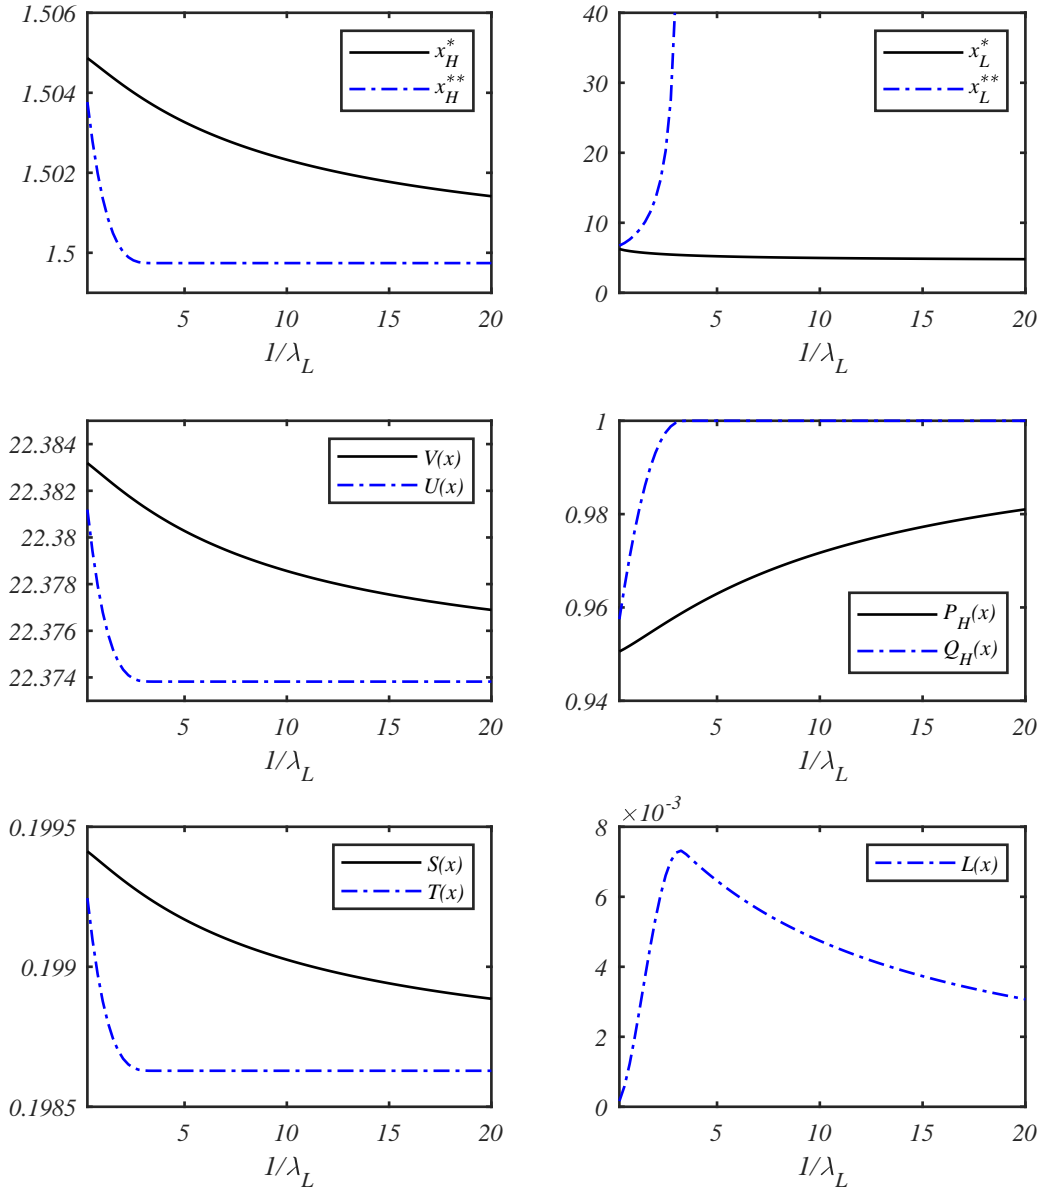 1.506
1.504
1.502
1.5
x_H^*
x_H^{**}
5 10 15 20
1/λ_L
40
30
20
10
0
x_L^*
x_L^{**}
5 10 15 20
1/λ_L
22.384
22.382
22.38
22.378
22.376
22.374
V(x)
U(x)
5 10 15 20
1/λ_L
1
0.98
0.96
0.94
P_H(x)
Q_H(x)
5 10 15 20
1/λ_L
0.1995
0.199
0.1985
S(x)
T(x)
5 10 15 20
1/λ_L
×10^{-3}
8
6
4
2
0
L(x)
5 10 15 20
1/λ_L